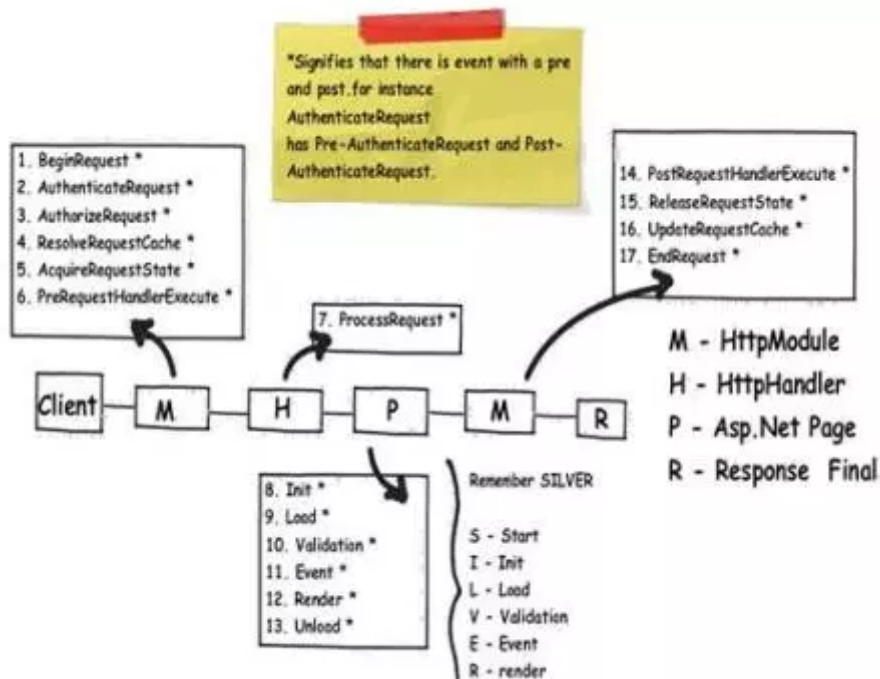 *Signifies that there is event with a pre
and post.for instance
AuthenticateRequest
has Pre-AuthenticateRequest and Post-
AuthenticateRequest.
1. BeginRequest *
2. AuthenticateRequest *
3. AuthorizeRequest *
4. ResolveRequestCache *
5. AcquireRequestState *
6. PreRequestHandlerExecute *
14. PostRequestHandlerExecute *
15. ReleaseRequestState *
16. UpdateRequestCache *
17. EndRequest *
7. ProcessRequest *
M - HttpModule
H - HttpHandler
P - Asp.Net Page
R - Response Final
Client
M
H
P
M
R
8. Init *
9. Load *
10. Validation *
11. Event *
12. Render *
13. Unload *
Remember SILVER
S - Start
I - Init
L - Load
V - Validation
E - Event
R - render